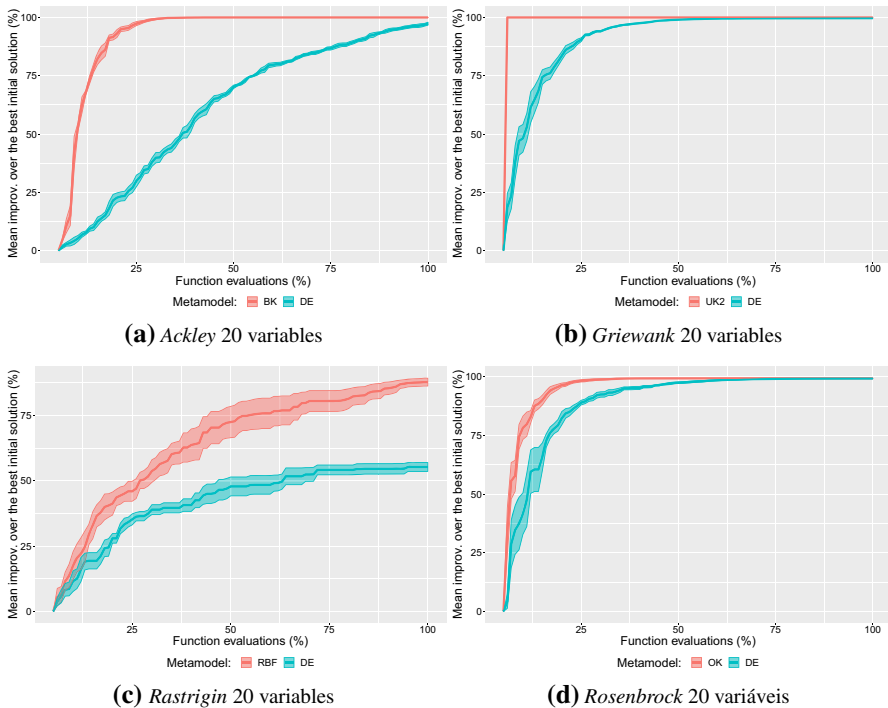 Mean improv. over the best initial solution (%)
100
75
50
25
0
25 50 75 100
Function evaluations (%)
Metamodel: BK DE
(a) Ackley 20 variables
Mean improv. over the best initial solution (%)
100
75
50
25
0
25 50 75 100
Function evaluations (%)
Metamodel: UK2 DE
(b) Griewank 20 variables
Mean improv. over the best initial solution (%)
75
50
25
0
25 50 75 100
Function evaluations (%)
Metamodel: RBF DE
(c) Rastrigin 20 variables
Mean improv. over the best initial solution (%)
100
75
50
25
0
25 50 75 100
Function evaluations (%)
Metamodel: OK DE
(d) Rosenbrock 20 variáveis